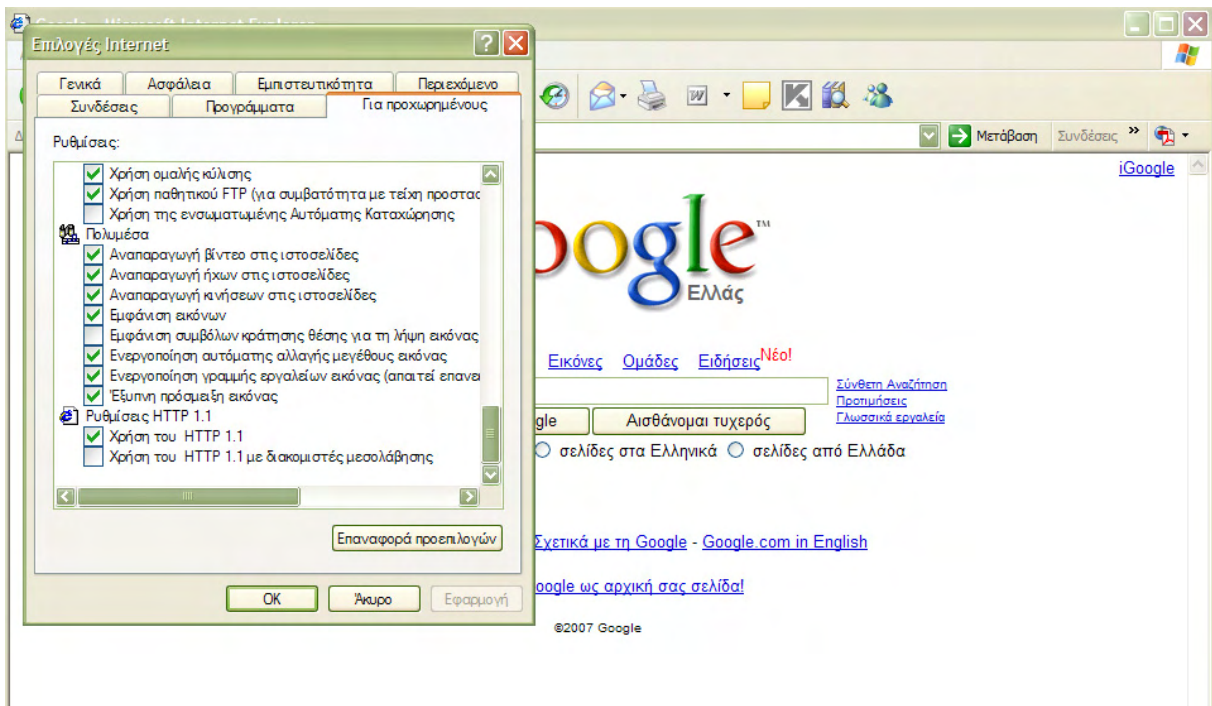 Επιλογές Internet
Γενικά Ασφάλεια Εμπιστευτικότητα Περιεχόμενο
Συνδέσεις Προγράμματα Για προχωρημένους
Ρυθμίσεις:
Χρήση ομαλής κύλισης
Χρήση παθητικού FTP (για συμβατότητα με τείχη προστασ
Χρήση της ενσωματωμένης Αυτόματης Καταχώρησης
Πολυμέσα
Αναπαραγωγή βίντεο στις ιστοσελίδες
Αναπαραγωγή ήχων στις ιστοσελίδες
Αναπαραγωγή κινήσεων στις ιστοσελίδες
Εμφάνιση εικόνων
Εμφάνιση συμβόλων κράτησης θέσης για τη λήψη εικόνας
Ενεργοποίηση αυτόματης αλλαγής μεγέθους εικόνας
Ενεργοποίηση γραμμής εργαλείων εικόνας (απαιτεί επανε
Έξυπνη πρόσμειξη εικόνας
Ρυθμίσεις HTTP 1.1
Χρήση του HTTP 1.1
Χρήση του HTTP 1.1 με διακομιστές μεσολάβησης
Επαναφορά προεπιλογών
OK Άκυρο Εφαρμογή
Μετάβαση Συνδέσεις »
iGoogle
oogle™
Ελλάς
Εικόνες Ομάδες Ειδήσεις Νέο!
Σύνθετη Αναζήτηση
Προτιμήσεις
Γλωσσικά εργαλεία
gle Αισθάνομαι τυχερός
σελίδες στα Ελληνικά σελίδες από Ελλάδα
Σχετικά με τη Google - Google.com in English
oogle ως αρχική σας σελίδα!
©2007 Google